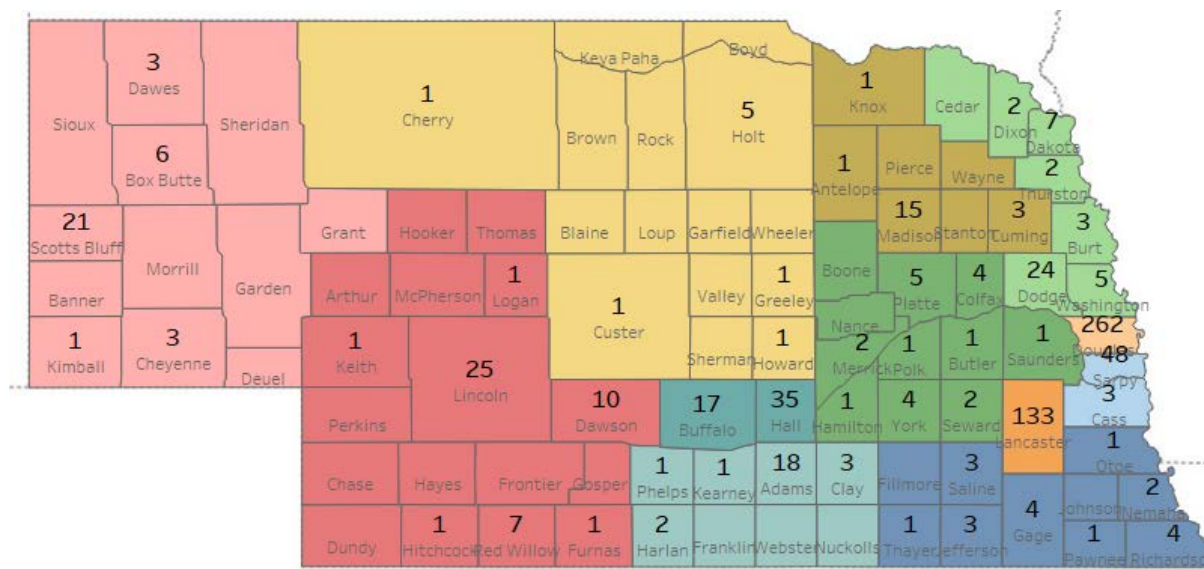 3
Dawes
Sioux
Sheridan
6
Box Butte
21
Scotts Bluff
Morrill
Garden
Banner
1
Kimball
3
Cheyenne
Deuel
Grant
1
Cherry
Keya Paha
Boyd
Brown
Rock
5
Holt
Hooker
Thomas
Arthur
McPherson
1
Logan
1
Keith
25
Lincoln
Perkins
10
Dawson
Chase
Hayes
Frontier
Gosper
Dundy
1
Hitchcock
7
Red Willow
1
Furnas
Blaine
Loup
Garfield
Wheeler
1
Custer
Valley
1
Greeley
Sherman
1
Howard
17
Buffalo
35
Hall
1
Phelps
1
Kearney
18
Adams
3
Clay
2
Harlan
Franklin
Webster
Nuckolls
1
Knox
1
Antelope
Pierce
Wayne
15
Madison
Stanton
3
Cuming
Cedar
2
Dixon
7
Dakota
2
Thurston
3
Burt
24
Dodge
5
Washington
Boone
Nance
5
Platte
4
Colfax
2
Merrick
1
Polk
1
Butler
1
Saunders
1
Hamilton
4
York
2
Seward
262
Douglas
48
Sarpy
3
Cass
133
Lancaster
1
Otoe
Fillmore
3
Saline
1
Thayer
3
Jefferson
4
Gage
Johnson
2
Nemaha
1
Pawnee
4
Richardson